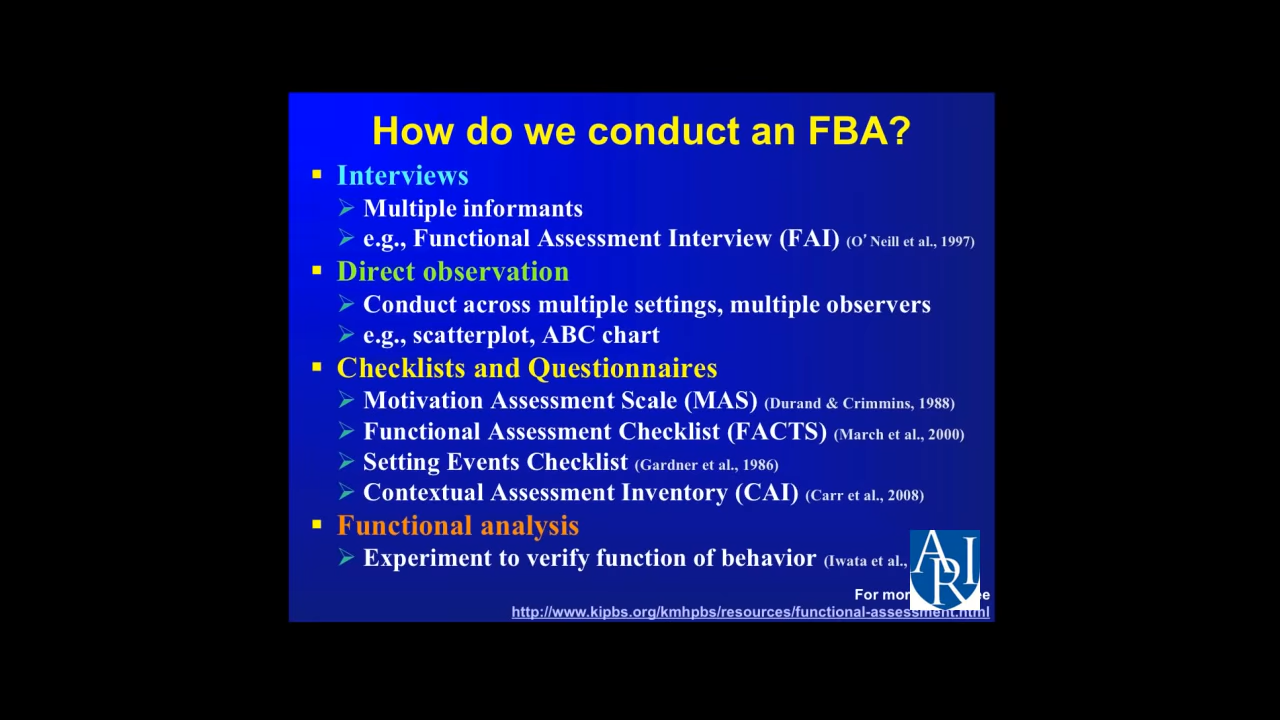 How do we conduct an FBA?
Interviews
Multiple informants
e.g., Functional Assessment Interview (FAI) (O’Neill et al., 1997)
Direct observation
Conduct across multiple settings, multiple observers
e.g., scatterplot, ABC chart
Checklists and Questionnaires
Motivation Assessment Scale (MAS) (Durand & Crimmins, 1988)
Functional Assessment Checklist (FACTS) (March et al., 2000)
Setting Events Checklist (Gardner et al., 1986)
Contextual Assessment Inventory (CAI) (Carr et al., 2008)
Functional analysis
Experiment to verify function of behavior (Iwata et al.,
ARI
For
http://www.kipbs.org/kmhpbs/resources/functional-assessment.html